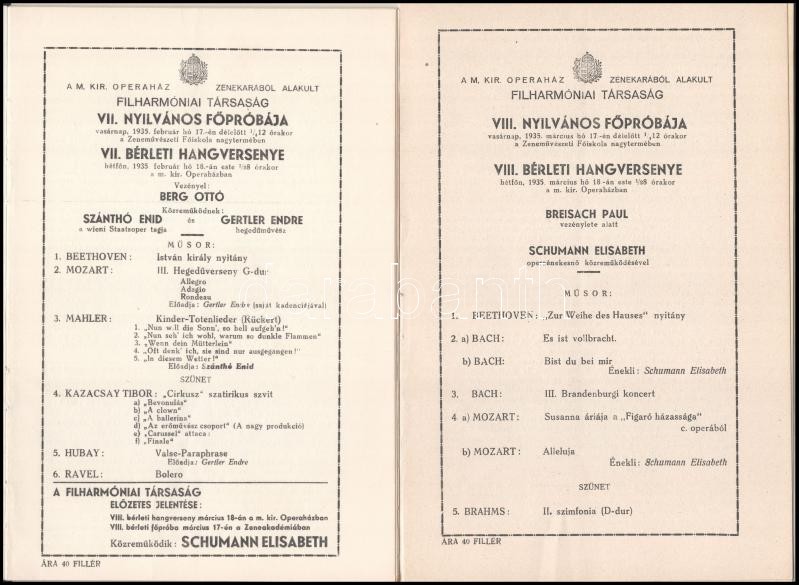 A M. KIR. OPERAHÁZ ZENEKARÁBÓL ALAKULT
FILHARMÓNIAI TÁRSASÁG
VII. NYILVÁNOS FŐPRÓBÁJA
vasárnap, 1935. február hó 17.-én délelőtt 1/412 órakor
a Zeneművészeti Főiskola nagytermében
VII. BÉRLETI HANGVERSENYE
hétfőn, 1935. február hó 18.-án este 1/28 órakor
a m. kir. Operaházban
Vezényel:
BERG OTTÓ
Közreműködnek:
SZÁNTHÓ ENID és GERTLER ENDRE
a wieni Staatsoper tagja hegedűművész
MŰSOR:
1. BEETHOVEN: István király nyitány
2. MOZART: III. Hegedűverseny G-dur
Allegro
Adagio
Rondeau
Előadja: Gertler Endre (saját kadenciájával)
3. MAHLER: Kinder-Totenlieder (Rückert)
1. „Nun will die Sonn', so hell aufgeh'n!"
2. „Nun seh' ich wohl, warum so dunkle Flammen"
3. „Wenn dein Mütterlein"
4. „Oft denk' ich, sie sind nur ausgegangen!"
5. „In diesem Wetter!"
Előadja: Szánthó Enid
SZÜNET
4. KAZACSAY TIBOR: „Cirkusz" szatirikus szvit
a) „Bevonulás"
b) "A clown"
c) „A ballerina"
d) „Az erőművész csoport" (A nagy produkció)
e) „Carussel" attaca:
f) „Finale"
5. HUBAY: Valse-Paraphrase
Előadja: Gertler Endre
6. RAVEL: Bolero
A FILHARMÓNIAI TÁRSASÁG
ELŐZETES JELENTÉSE:
VIII. bérleti hangverseny március 18-án a m. kir. Operaházban
VIII. bérleti főpróba március 17-én a Zeneakadémiában
Közreműködik: SCHUMANN ELISABETH
ÁRA 40 FILLÉR
A M. KIR. OPERAHÁZ ZENEKARÁBÓL ALAKULT
FILHARMÓNIAI TÁRSASÁG
VIII. NYILVÁNOS FŐPRÓBÁJA
vasárnap, 1935. március hó 17.-én délelőtt 1/412 órakor
a Zeneművészeti Főiskola nagytermében
VIII. BÉRLETI HANGVERSENYE
hétfőn, 1935. március hó 18-án este 1/28 órakor
a m. kir. Operaházban
BREISACH PAUL
vezénylete alatt
SCHUMANN ELISABETH
operaénekesnő közreműködésével
MŰSOR:
1. BEETHOVEN: „Zur Weihe des Hauses" nyitány
2. a) BACH: Es ist vollbracht.
b) BACH: Bist du bei mir
Énekli: Schumann Elisabeth
3. BACH: III. Brandenburgi koncert
4 a) MOZART: Susanna áriája a „Figaró házassága"
c. operából
b) MOZART: Alleluja
Énekli: Schumann Elisabeth
SZÜNET
5. BRAHMS: II. szimfonia (D-dur)
ÁRA 40 FILLÉR
darabanth